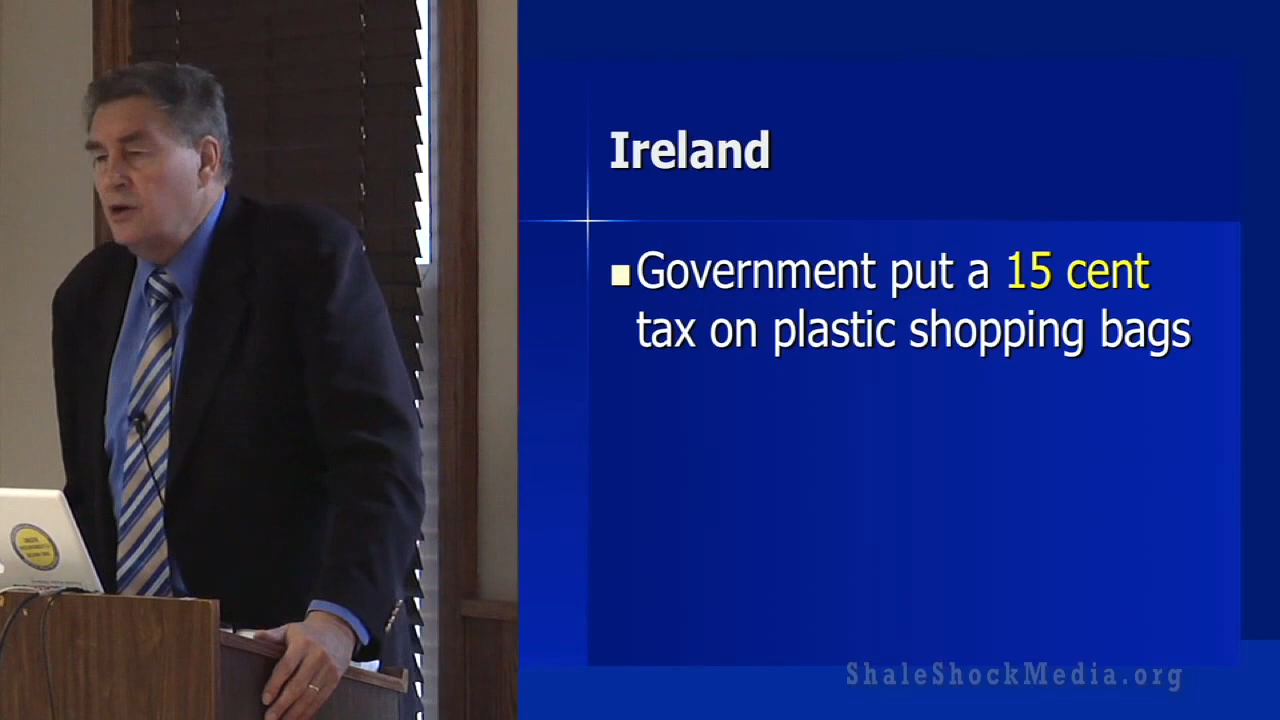 Ireland
Government put a 15 cent
tax on plastic shopping bags
ShaleShockMedia.org